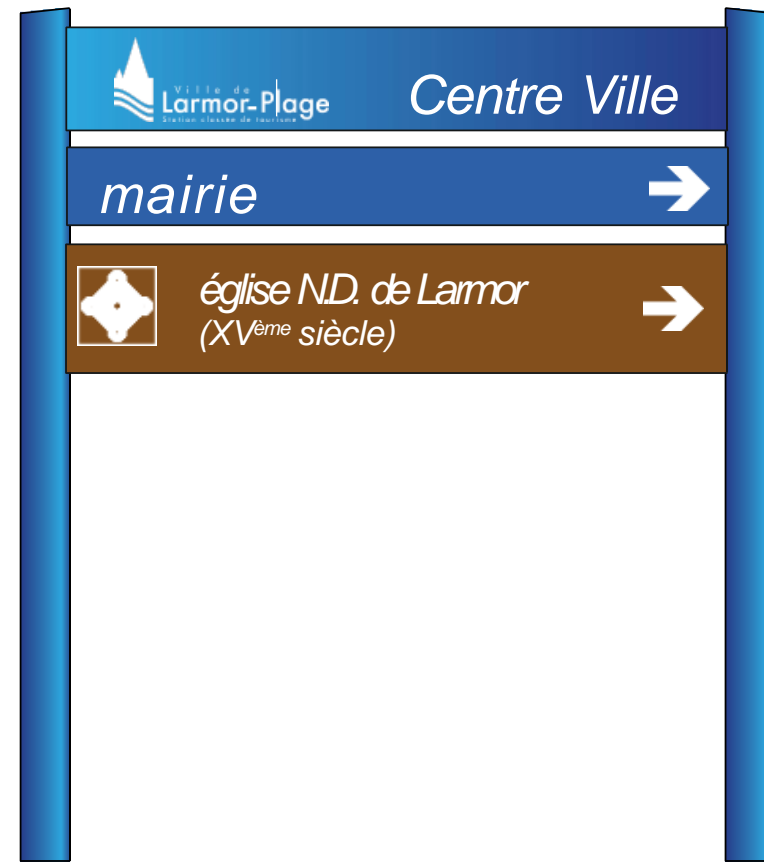 Ville de
Larmor-Plage
Station classée de tourisme
Centre Ville
mairie
église N.D. de Larmor
(XVème siècle)